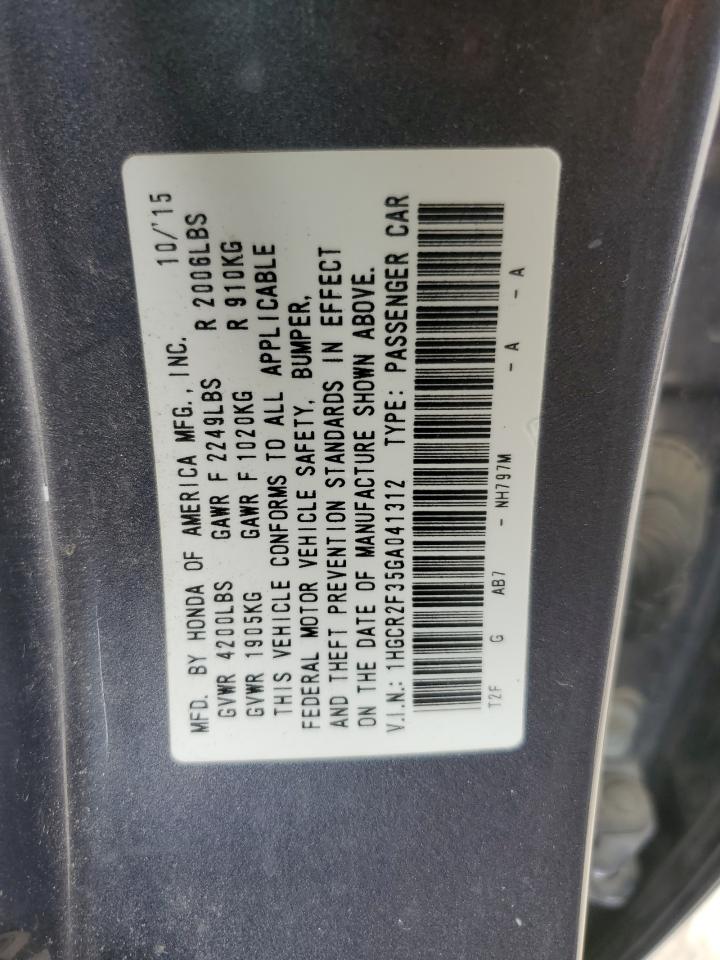 MFD. BY HONDA OF AMERICA MFG., INC. 10/'15
GVWR 4200LBS GAWR F 2249LBS R 2006LBS
GVWR 1905KG GAWR F 1020KG R 910KG
THIS VEHICLE CONFORMS TO ALL APPLICABLE
FEDERAL MOTOR VEHICLE SAFETY, BUMPER,
AND THEFT PREVENTION STANDARDS IN EFFECT
ON THE DATE OF MANUFACTURE SHOWN ABOVE.
V.I.N.: 1HGCR2F35GA041312 TYPE: PASSENGER CAR
T2F G AB7 - NH797M - A - A